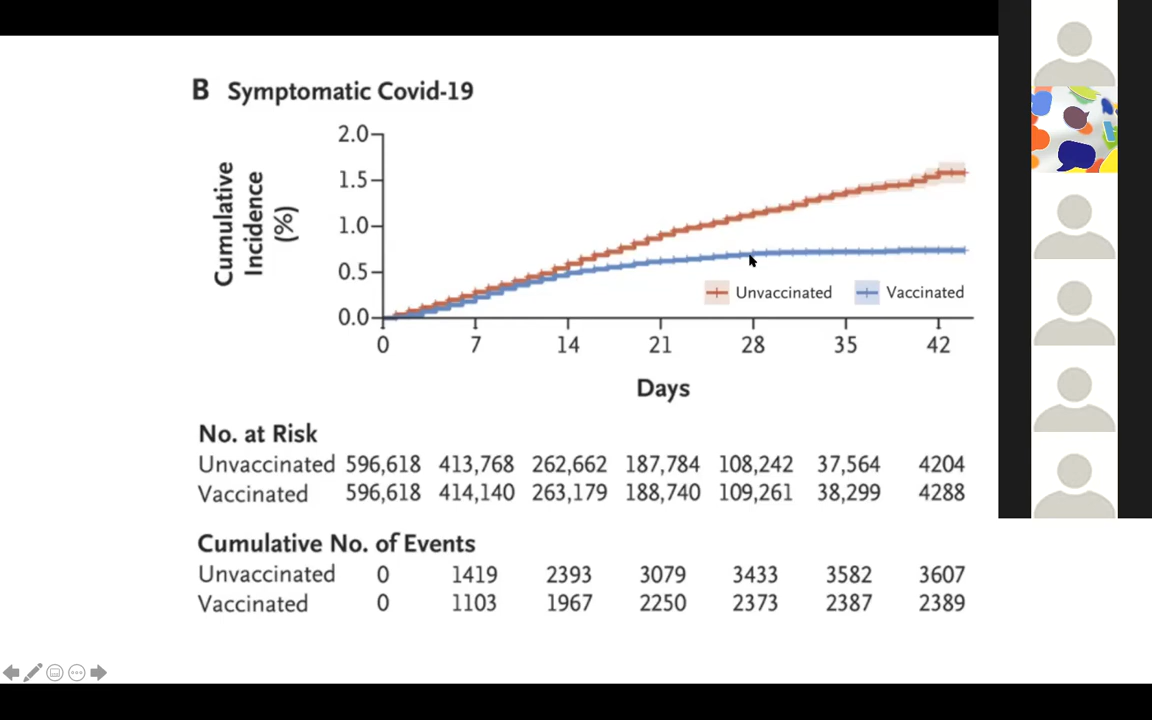 B Symptomatic Covid-19
Cumulative
Incidence
(%)
2.0
1.5
1.0
0.5
0.0
Unvaccinated Vaccinated
0 7 14 21 28 35 42
Days
No. at Risk
Unvaccinated 596,618 413,768 262,662 187,784 108,242 37,564 4204
Vaccinated 596,618 414,140 263,179 188,740 109,261 38,299 4288
Cumulative No. of Events
Unvaccinated 0 1419 2393 3079 3433 3582 3607
Vaccinated 0 1103 1967 2250 2373 2387 2389